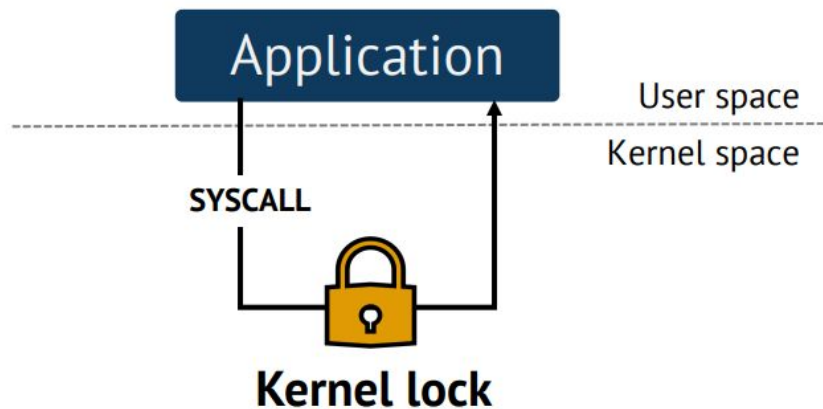 Application
User space
Kernel space
SYSCALL
Kernel lock